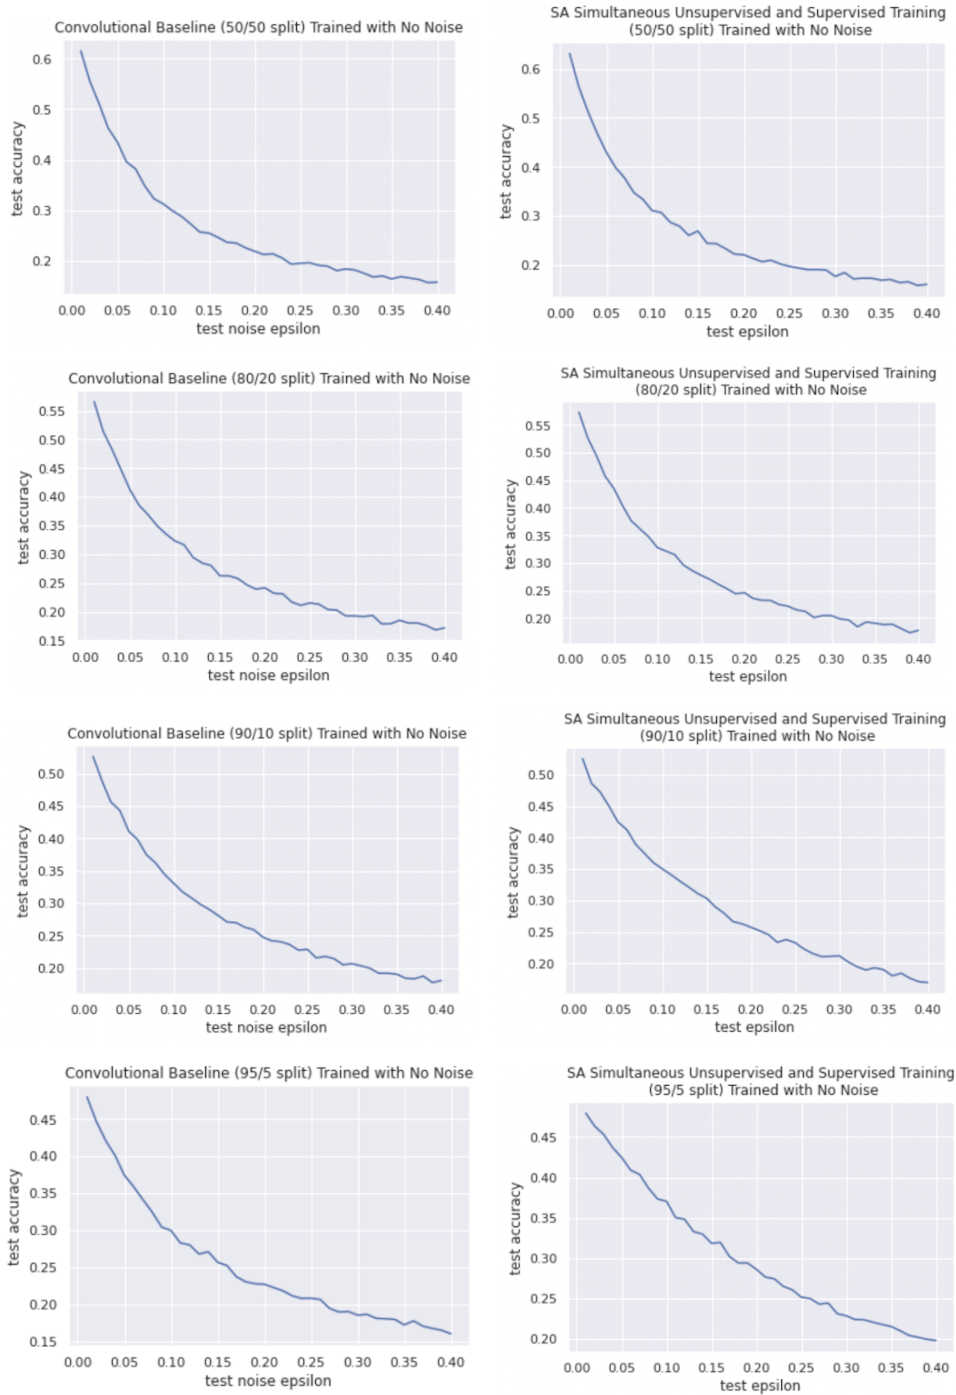 Convolutional Baseline (50/50 split) Trained with No Noise
test accuracy
0.6
0.5
0.4
0.3
0.2
0.00 0.05 0.10 0.15 0.20 0.25 0.30 0.35 0.40
test noise epsilon
SA Simultaneous Unsupervised and Supervised Training
(50/50 split) Trained with No Noise
test accuracy
0.6
0.5
0.4
0.3
0.2
0.00 0.05 0.10 0.15 0.20 0.25 0.30 0.35 0.40
test epsilon
Convolutional Baseline (80/20 split) Trained with No Noise
test accuracy
0.55
0.50
0.45
0.40
0.35
0.30
0.25
0.20
0.15
0.00 0.05 0.10 0.15 0.20 0.25 0.30 0.35 0.40
test noise epsilon
SA Simultaneous Unsupervised and Supervised Training
(80/20 split) Trained with No Noise
test accuracy
0.55
0.50
0.45
0.40
0.35
0.30
0.25
0.20
0.00 0.05 0.10 0.15 0.20 0.25 0.30 0.35 0.40
test epsilon
Convolutional Baseline (90/10 split) Trained with No Noise
test accuracy
0.50
0.45
0.40
0.35
0.30
0.25
0.20
0.00 0.05 0.10 0.15 0.20 0.25 0.30 0.35 0.40
test noise epsilon
SA Simultaneous Unsupervised and Supervised Training
(90/10 split) Trained with No Noise
test accuracy
0.50
0.45
0.40
0.35
0.30
0.25
0.20
0.00 0.05 0.10 0.15 0.20 0.25 0.30 0.35 0.40
test epsilon
Convolutional Baseline (95/5 split) Trained with No Noise
test accuracy
0.45
0.40
0.35
0.30
0.25
0.20
0.15
0.00 0.05 0.10 0.15 0.20 0.25 0.30 0.35 0.40
test noise epsilon
SA Simultaneous Unsupervised and Supervised Training
(95/5 split) Trained with No Noise
test accuracy
0.45
0.40
0.35
0.30
0.25
0.20
0.00 0.05 0.10 0.15 0.20 0.25 0.30 0.35 0.40
test epsilon